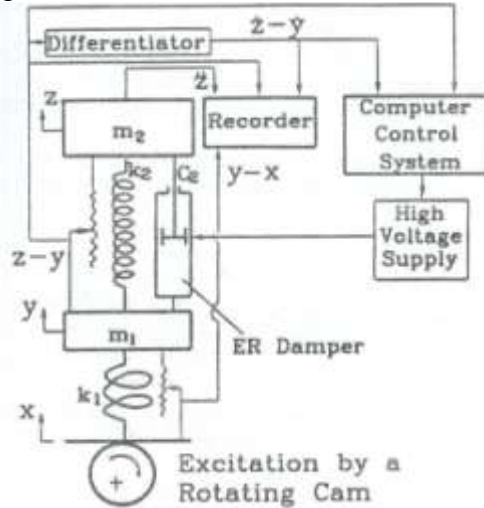 Differentiator
ż-ẏ
z
z̈
m₂
Recorder
Computer
Control
System
k₂
C₂
y-x
High
Voltage
Supply
z-y
y
m₁
ER Damper
k₁
x
+
Excitation by a
Rotating Cam